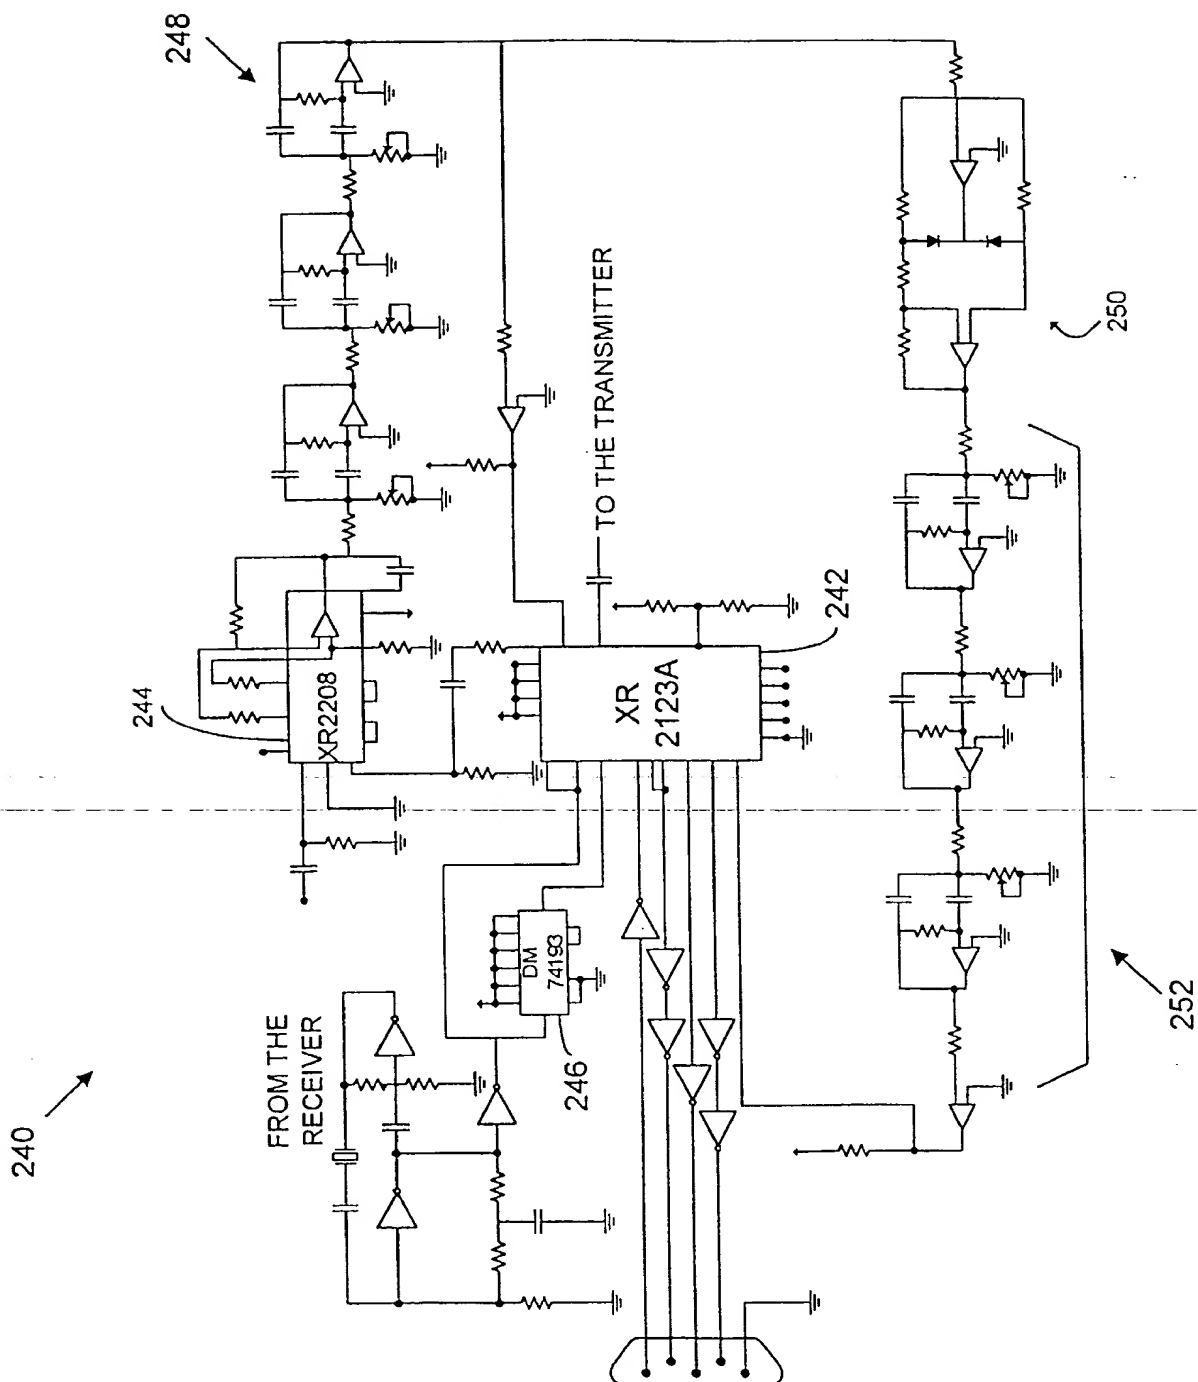 240
FROM THE
RECEIVER
246
DM
74193
244
XR2208
248
XR
2123A
242
TO THE TRANSMITTER
250
252